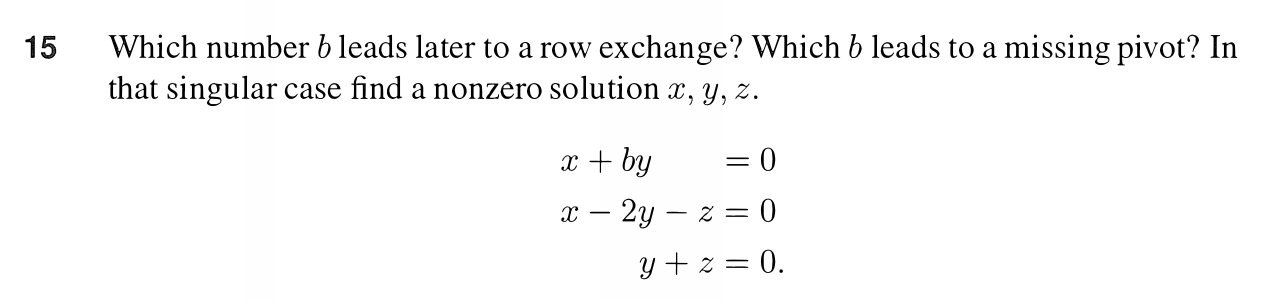 15 Which number b leads later to a row exchange? Which b leads to a missing pivot? In
that singular case find a nonzero solution x, y, z.
x + by = 0
x − 2y − z = 0
y + z = 0.